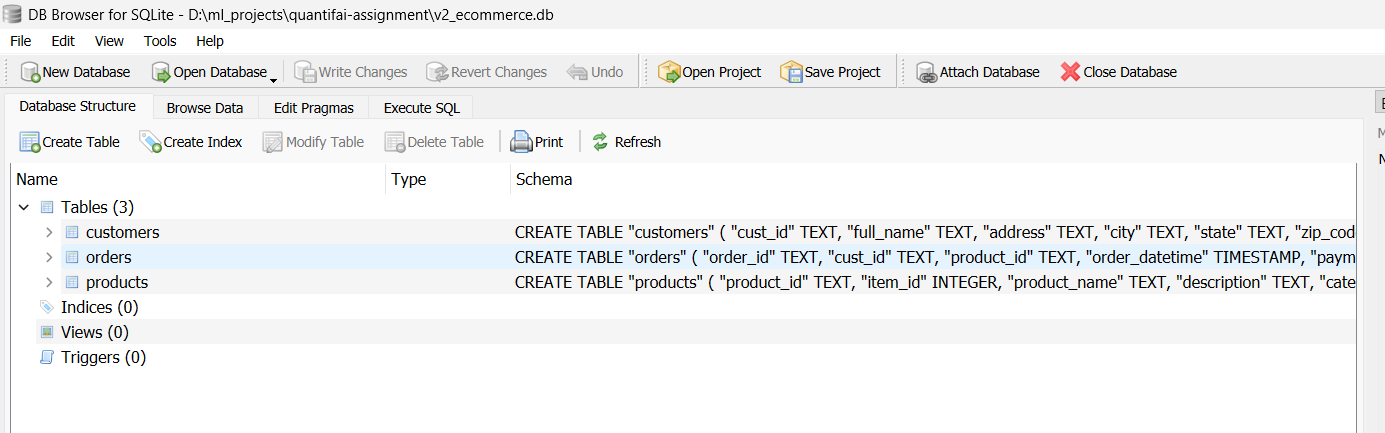 DB Browser for SQLite - D:\ml_projects\quantifai-assignment\v2_ecommerce.db
File Edit View Tools Help
New Database Open Database Write Changes Revert Changes Undo Open Project Save Project Attach Database Close Database
Database Structure Browse Data Edit Pragmas Execute SQL
Create Table Create Index Modify Table Delete Table Print Refresh
Name Type Schema
Tables (3)
customers CREATE TABLE "customers" ( "cust_id" TEXT, "full_name" TEXT, "address" TEXT, "city" TEXT, "state" TEXT, "zip_cod
orders CREATE TABLE "orders" ( "order_id" TEXT, "cust_id" TEXT, "product_id" TEXT, "order_datetime" TIMESTAMP, "paym
products CREATE TABLE "products" ( "product_id" TEXT, "item_id" INTEGER, "product_name" TEXT, "description" TEXT, "cate
Indices (0)
Views (0)
Triggers (0)